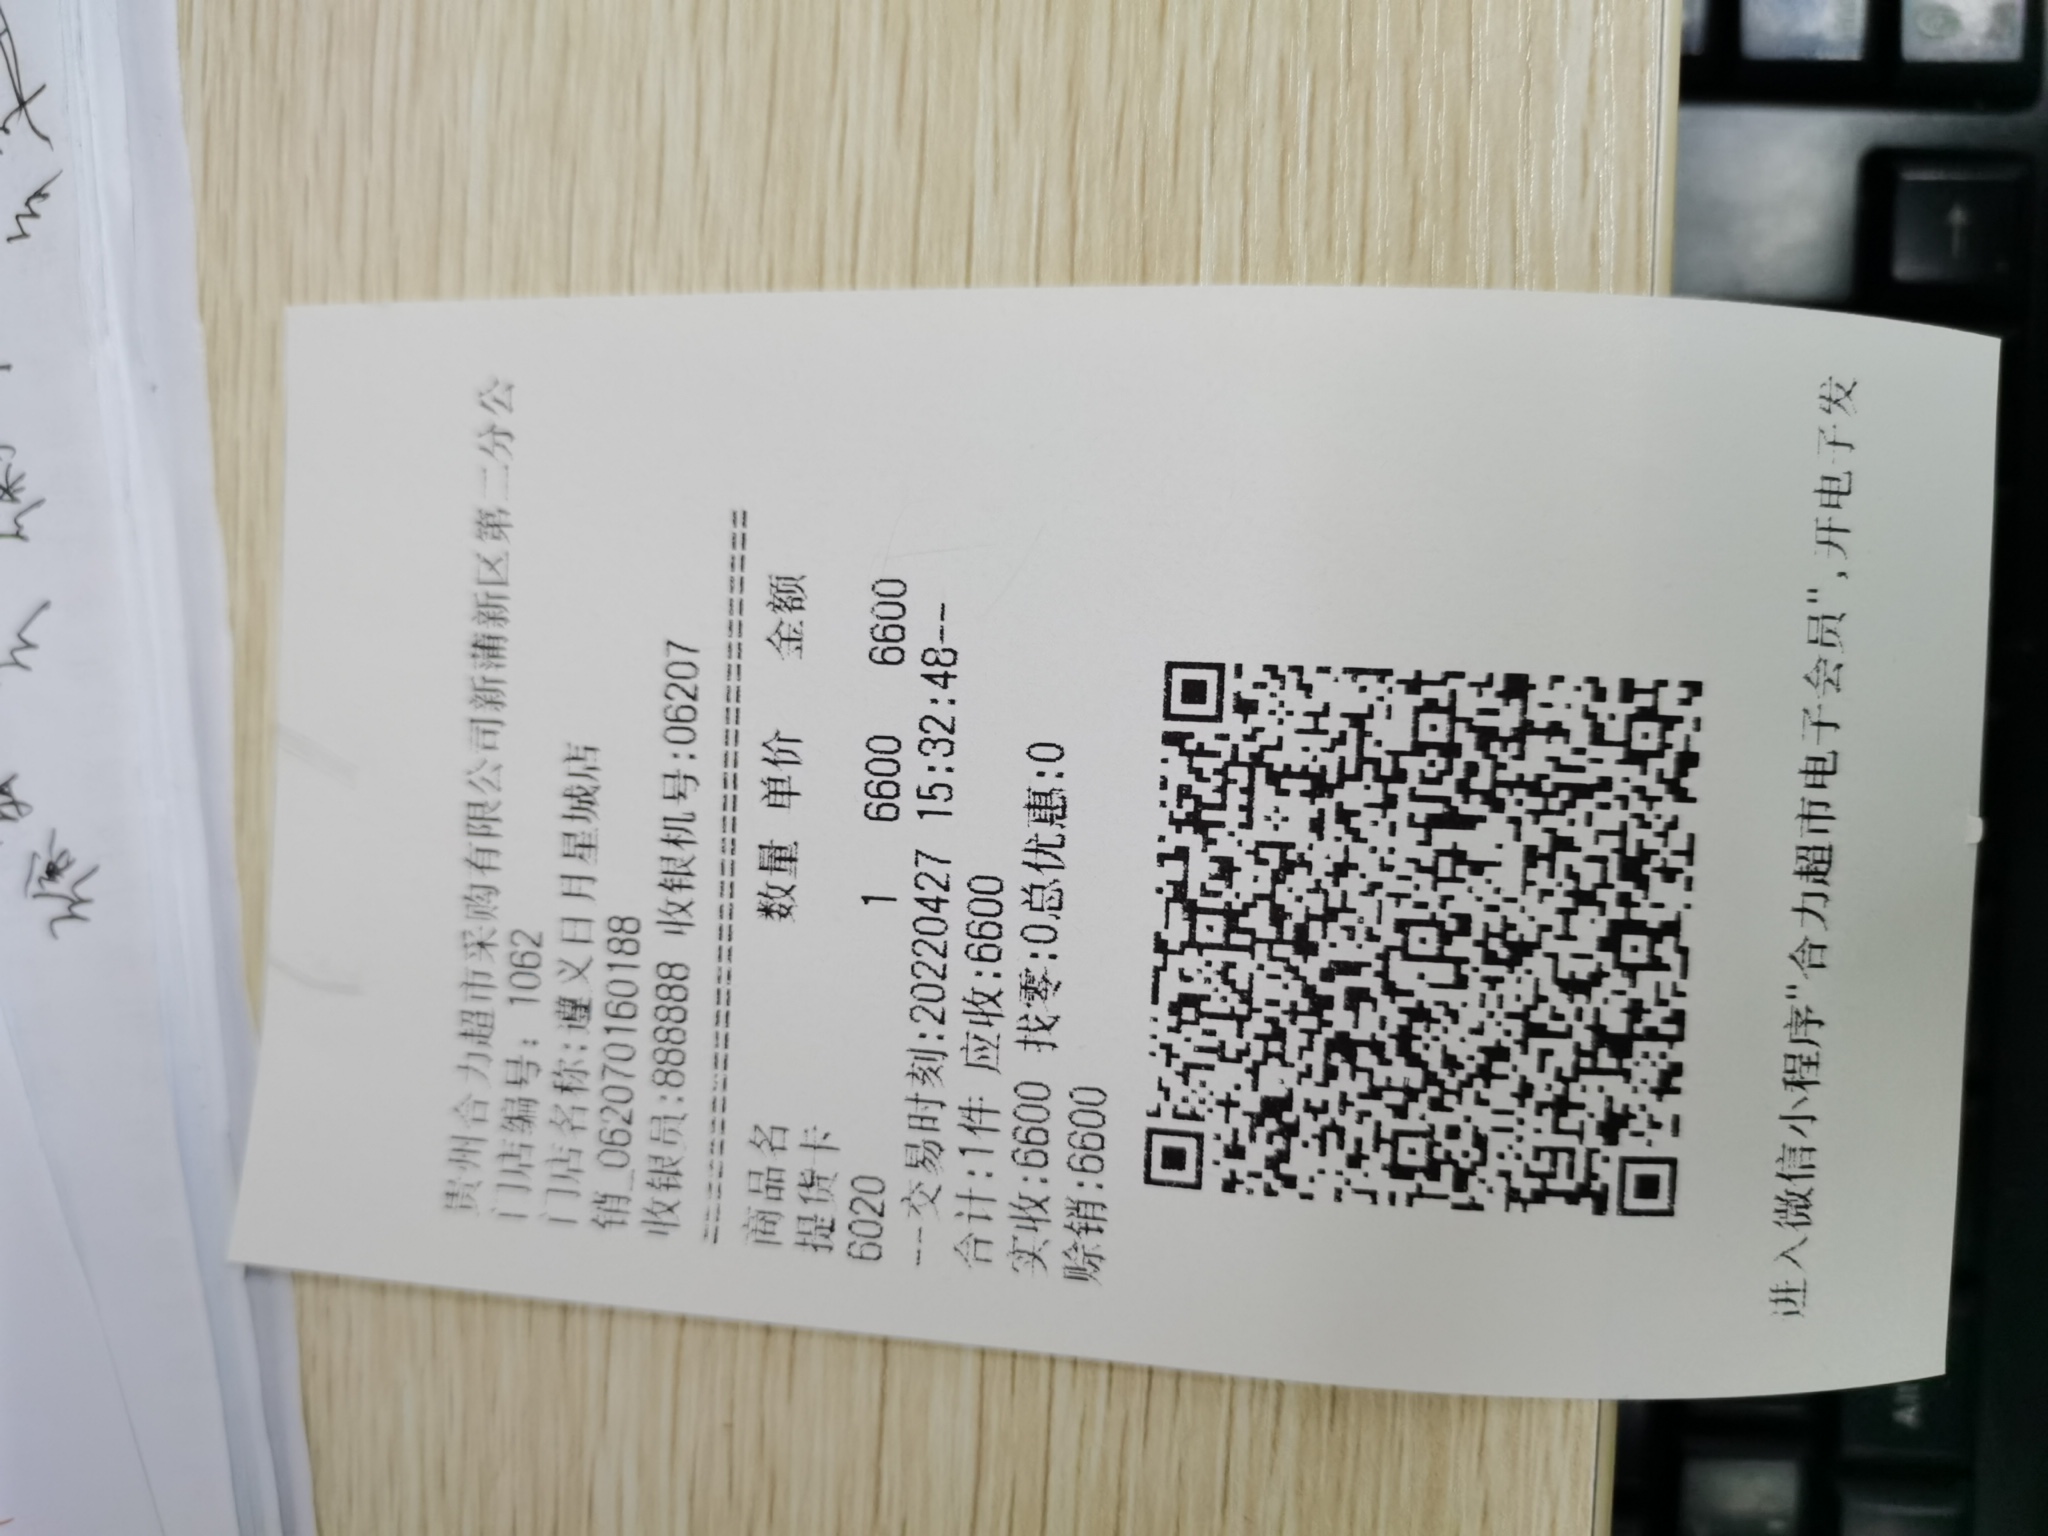 贵州合力超市采购有限公司新蒲新区第二分公
门店编号: 1062
门店名称:遵义日月星城店
销_0620701160188
收银员:888888 收银机号:06207
商品名 数量 单价 金额
提货卡
6020 1 6600 6600
--交易时刻:20220427 15:32:48--
合计:1件 应收:6600
实收:6600 找零:0总优惠:0
赊销:6600
进入微信小程序"合力超市电子会员",开电子发